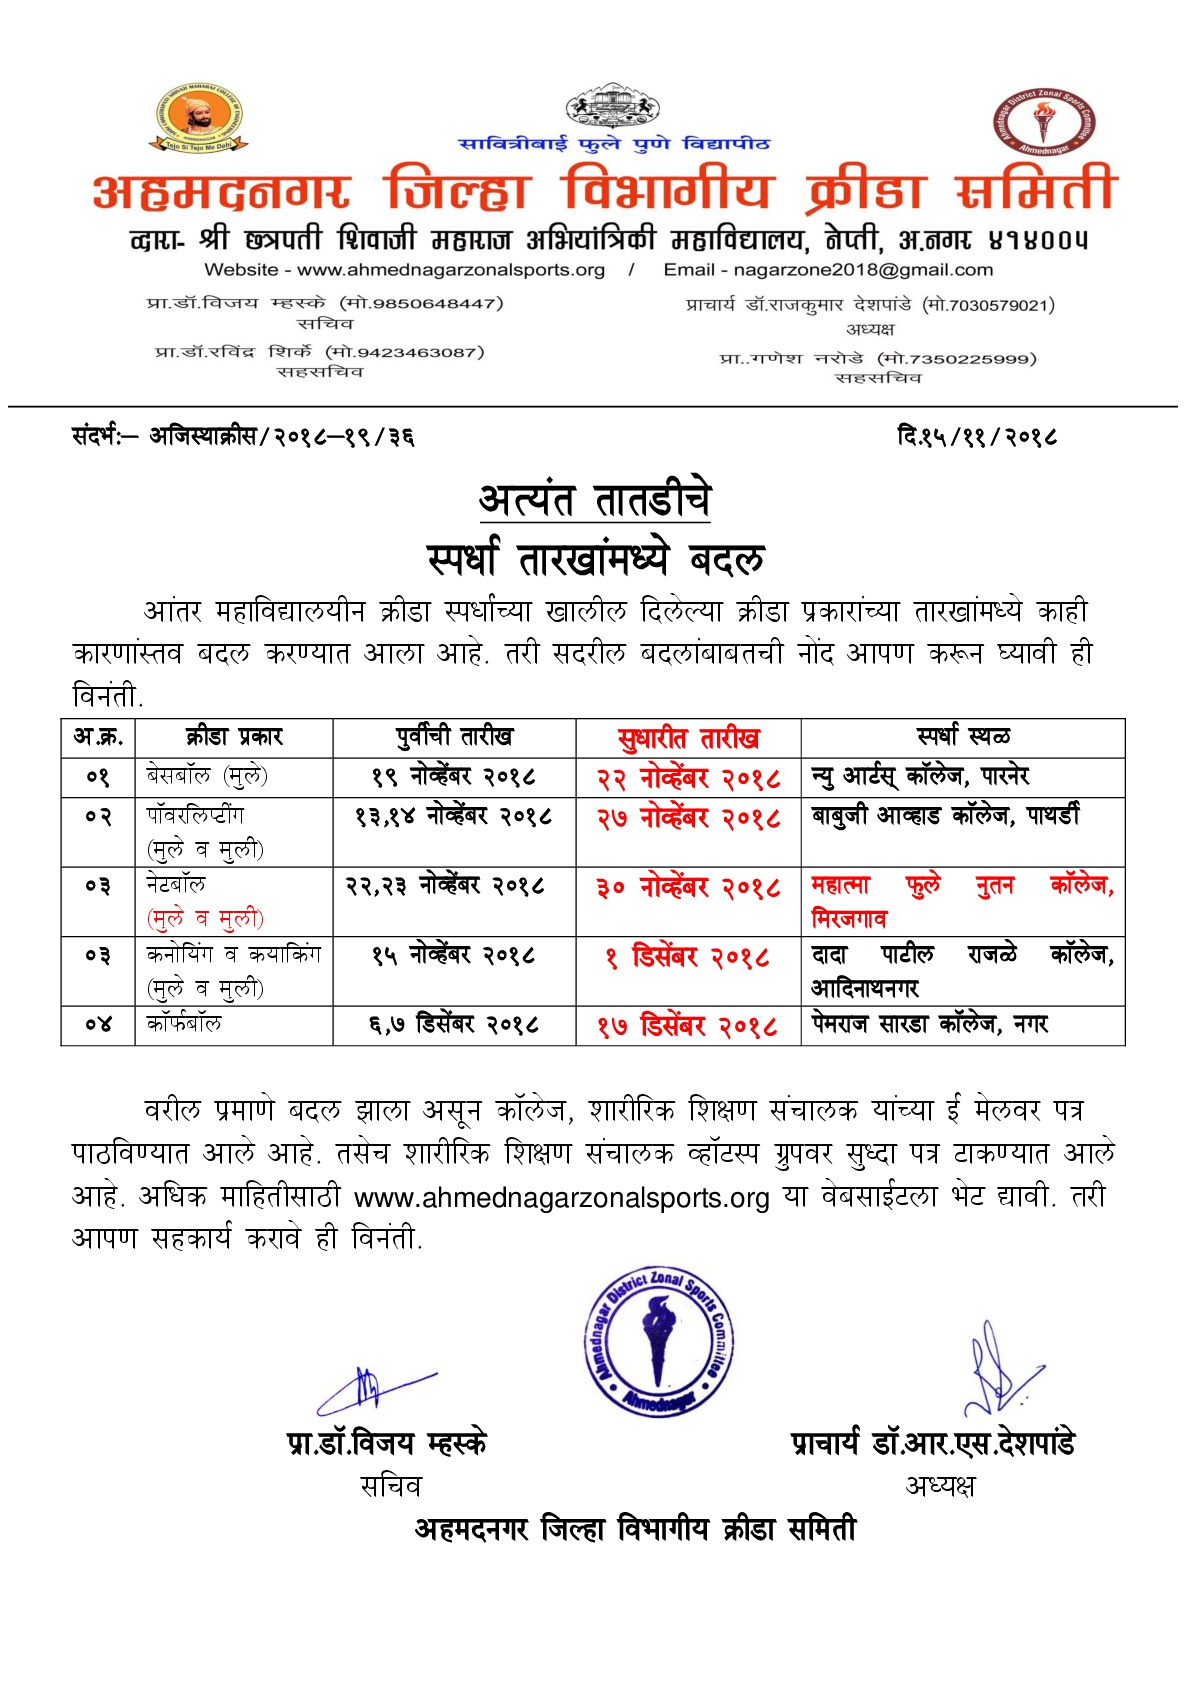 SHRI CHHATRAPATI SHIVAJI MAHARAJ COLLEGE OF ENGINEERING
AHMEDNAGAR
Tejo Si Tejo Me Dehi
Ahmednagar District Zonal Sports Committee
Ahmednagar
सावित्रीबाई फुले पुणे विद्यापीठ
अहमदनगर जिल्हा विभागीय क्रीडा समिती
व्दारा- श्री छत्रपती शिवाजी महाराज अभियांत्रिकी महाविद्यालय, नेप्ती, अ.नगर ४१४००५
Website - www.ahmednagarzonalsports.org / Email - nagarzone2018@gmail.com
प्रा.डॉ.विजय म्हस्के (मो.9850648447) प्राचार्य डॉ.राजकुमार देशपांडे (मो.7030579021)
सचिव अध्यक्ष
प्रा.डॉ.रविंद्र शिर्के (मो.9423463087) प्रा..गणेश नरोडे (मो.7350225999)
सहसचिव सहसचिव
संदर्भ:– अजिस्थाक्रीस/२०१८–१९/३६ दि.१५/११/२०१८
अत्यंत तातडीचे
स्पर्धा तारखांमध्ये बदल
आंतर महाविद्यालयीन क्रीडा स्पर्धाच्या खालील दिलेल्या क्रीडा प्रकारांच्या तारखांमध्ये काही
कारणांस्तव बदल करण्यात आला आहे. तरी सदरील बदलांबाबतची नोंद आपण करून घ्यावी ही
विनंती.
अ.क्र. क्रीडा प्रकार पुर्वीची तारीख सुधारीत तारीख स्पर्धा स्थळ
०१ बेसबॉल (मुले) १९ नोव्हेंबर २०१८ २२ नोव्हेंबर २०१८ न्यु आर्टस् कॉलेज, पारनेर
०२ पॉवरलिप्टींग १३,१४ नोव्हेंबर २०१८ २७ नोव्हेंबर २०१८ बाबुजी आव्हाड कॉलेज, पाथर्डी
(मुले व मुली)
०३ नेटबॉल २२,२३ नोव्हेंबर २०१८ ३० नोव्हेंबर २०१८ महात्मा फुले नुतन कॉलेज,
(मुले व मुली) मिरजगाव
०३ कनोयिंग व कयाकिंग १५ नोव्हेंबर २०१८ १ डिसेंबर २०१८ दादा पाटील राजळे कॉलेज,
(मुले व मुली) आदिनाथनगर
०४ कॉर्फबॉल ६,७ डिसेंबर २०१८ १७ डिसेंबर २०१८ पेमराज सारडा कॉलेज, नगर
वरील प्रमाणे बदल झाला असून कॉलेज, शारीरिक शिक्षण संचालक यांच्या ई मेलवर पत्र
पाठविण्यात आले आहे. तसेच शारीरिक शिक्षण संचालक व्हॉटस्प ग्रुपवर सुध्दा पत्र टाकण्यात आले
आहे. अधिक माहितीसाठी www.ahmednagarzonalsports.org या वेबसाईटला भेट द्यावी. तरी
आपण सहकार्य करावे ही विनंती.
Ahmednagar District Zonal Sports Committee
Ahmednagar
प्रा.डॉ.विजय म्हस्के प्राचार्य डॉ.आर.एस.देशपांडे
सचिव अध्यक्ष
अहमदनगर जिल्हा विभागीय क्रीडा समिती